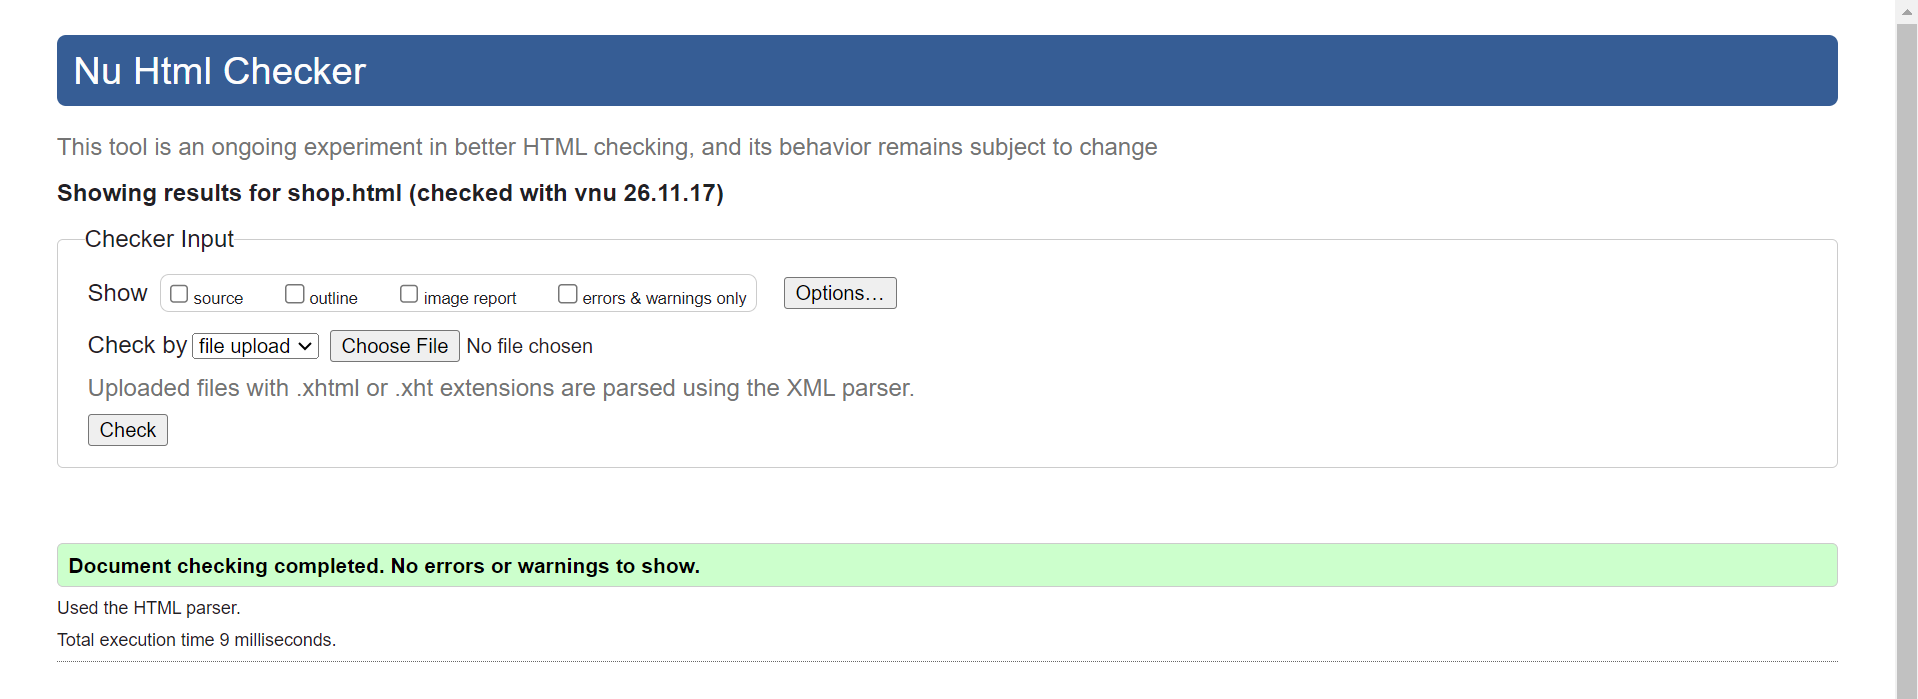 Nu Html Checker
This tool is an ongoing experiment in better HTML checking, and its behavior remains subject to change
Showing results for shop.html (checked with vnu 26.11.17)
Checker Input
Show source outline image report errors & warnings only Options…
Check by file upload Choose File No file chosen
Uploaded files with .xhtml or .xht extensions are parsed using the XML parser.
Check
Document checking completed. No errors or warnings to show.
Used the HTML parser.
Total execution time 9 milliseconds.